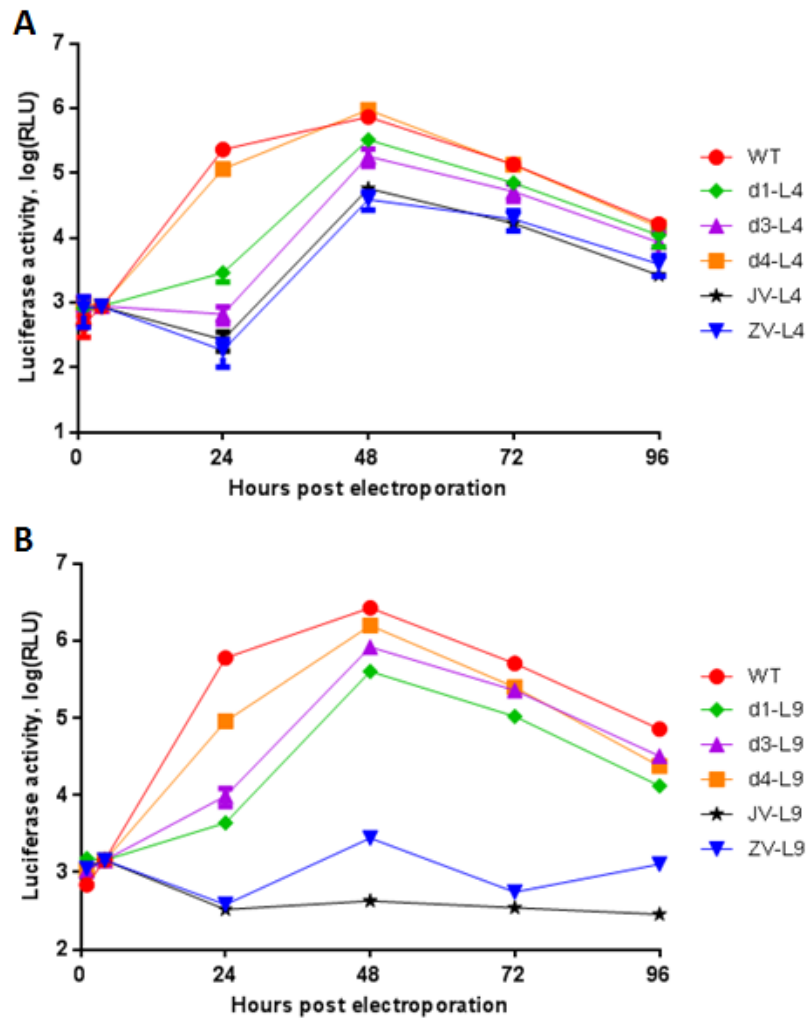 A
Luciferase activity, log(RLU)
7
6
5
4
3
2
1
0
24
48
72
96
Hours post electroporation
WT
d1-L4
d3-L4
d4-L4
JV-L4
ZV-L4
B
Luciferase activity, log(RLU)
7
6
5
4
3
2
0
24
48
72
96
Hours post electroporation
WT
d1-L9
d3-L9
d4-L9
JV-L9
ZV-L9